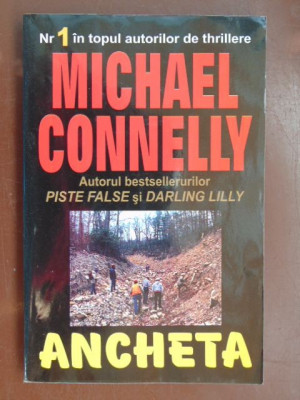 Nr 1 în topul autorilor de thrillere
MICHAEL
CONNELLY
Autorul bestsellerurilor
PISTE FALSE și DARLING LILLY
ANCHETA